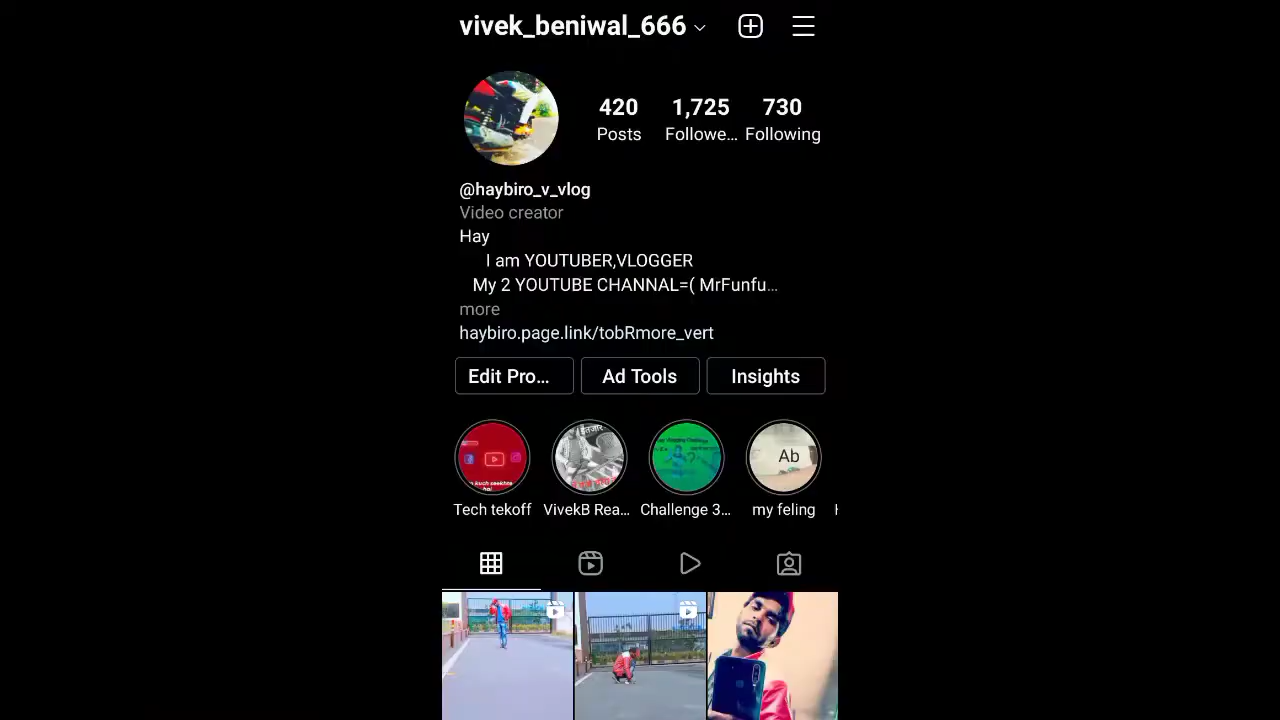 vivek_beniwal_666
420 1,725 730
Posts Followe... Following
@haybiro_v_vlog
Video creator
Hay
I am YOUTUBER,VLOGGER
My 2 YOUTUBE CHANNAL=( MrFunfu...
more
haybiro.page.link/tobRmore_vert
Edit Pro... Ad Tools Insights
Ab
Tech tekoff VivekB Rea... Challenge 3... my feling